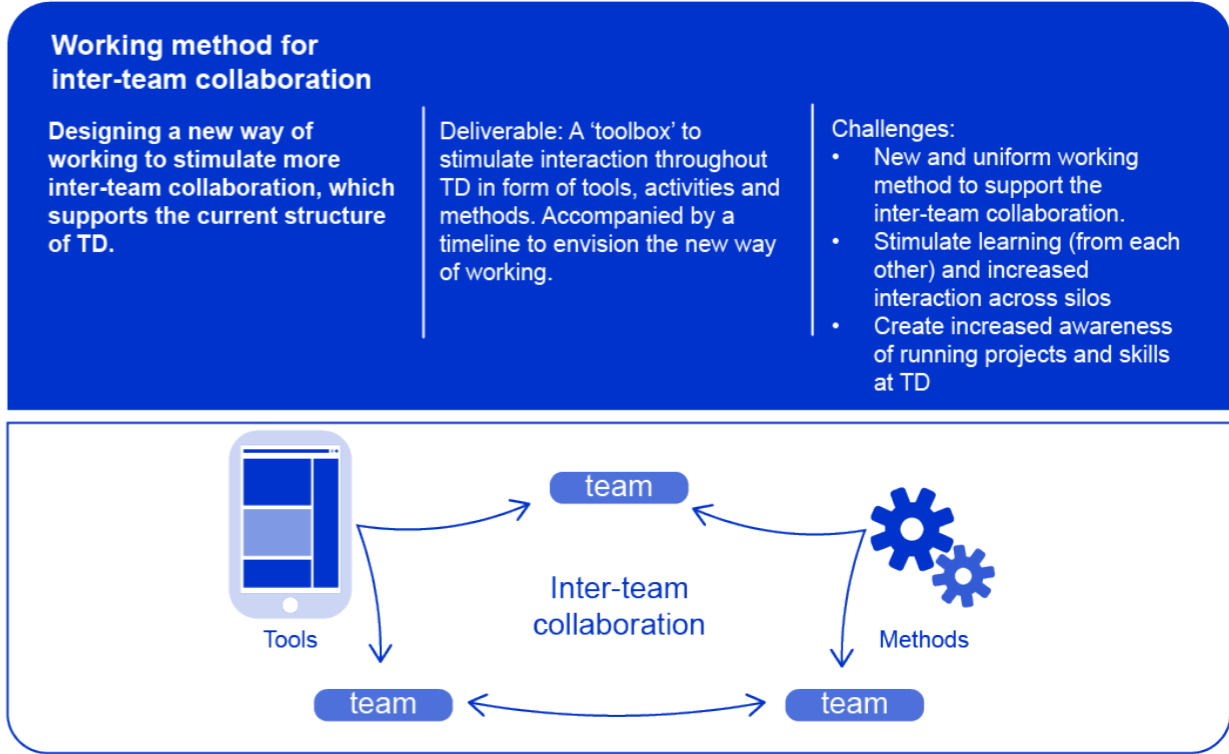 Working method for
inter-team collaboration
Designing a new way of
working to stimulate more
inter-team collaboration, which
supports the current structure
of TD.
Deliverable: A ‘toolbox’ to
stimulate interaction throughout
TD in form of tools, activities and
methods. Accompanied by a
timeline to envision the new way
of working.
Challenges:
• New and uniform working
method to support the
inter-team collaboration.
• Stimulate learning (from each
other) and increased
interaction across silos
• Create increased awareness
of running projects and skills
at TD
team
Inter-team
collaboration
Tools
Methods
team
team